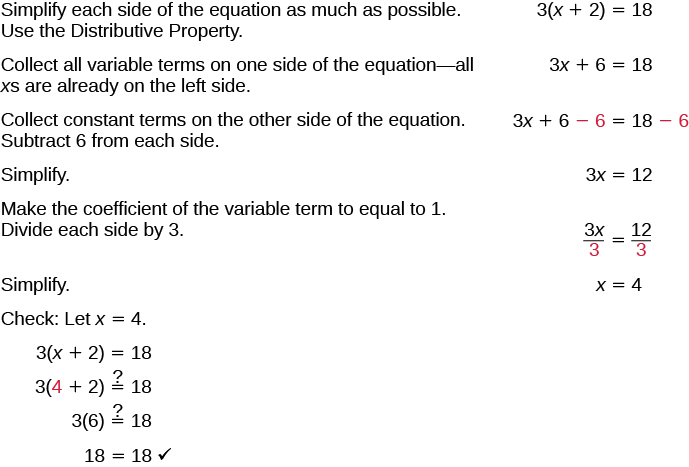 Simplify each side of the equation as much as possible. 3(x + 2) = 18
Use the Distributive Property.
Collect all variable terms on one side of the equation—all 3x + 6 = 18
xs are already on the left side.
Collect constant terms on the other side of the equation. 3x + 6 − 6 = 18 − 6
Subtract 6 from each side.
Simplify. 3x = 12
Make the coefficient of the variable term to equal to 1.
Divide each side by 3. 3x/3 = 12/3
Simplify. x = 4
Check: Let x = 4.
3(x + 2) = 18
3(4 + 2) ≟ 18
3(6) ≟ 18
18 = 18 ✓